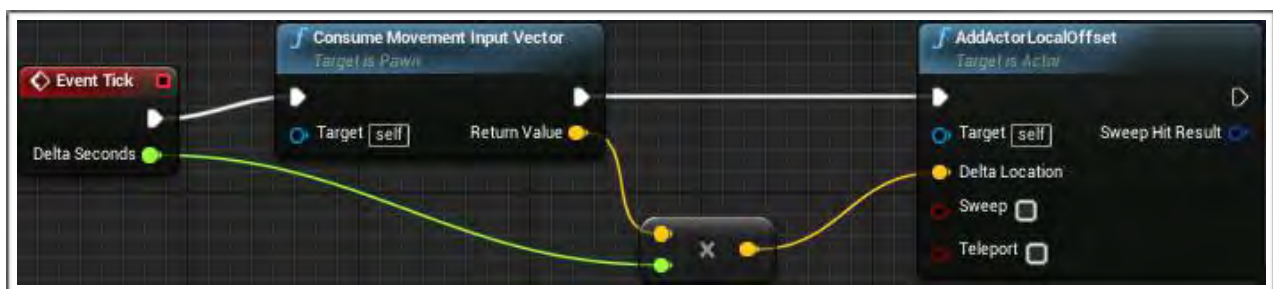 Event Tick
Delta Seconds
Consume Movement Input Vector
Target is Pawn
Target self
Return Value
×
AddActorLocalOffset
Target is Actor
Target self
Sweep Hit Result
Delta Location
Sweep
Teleport